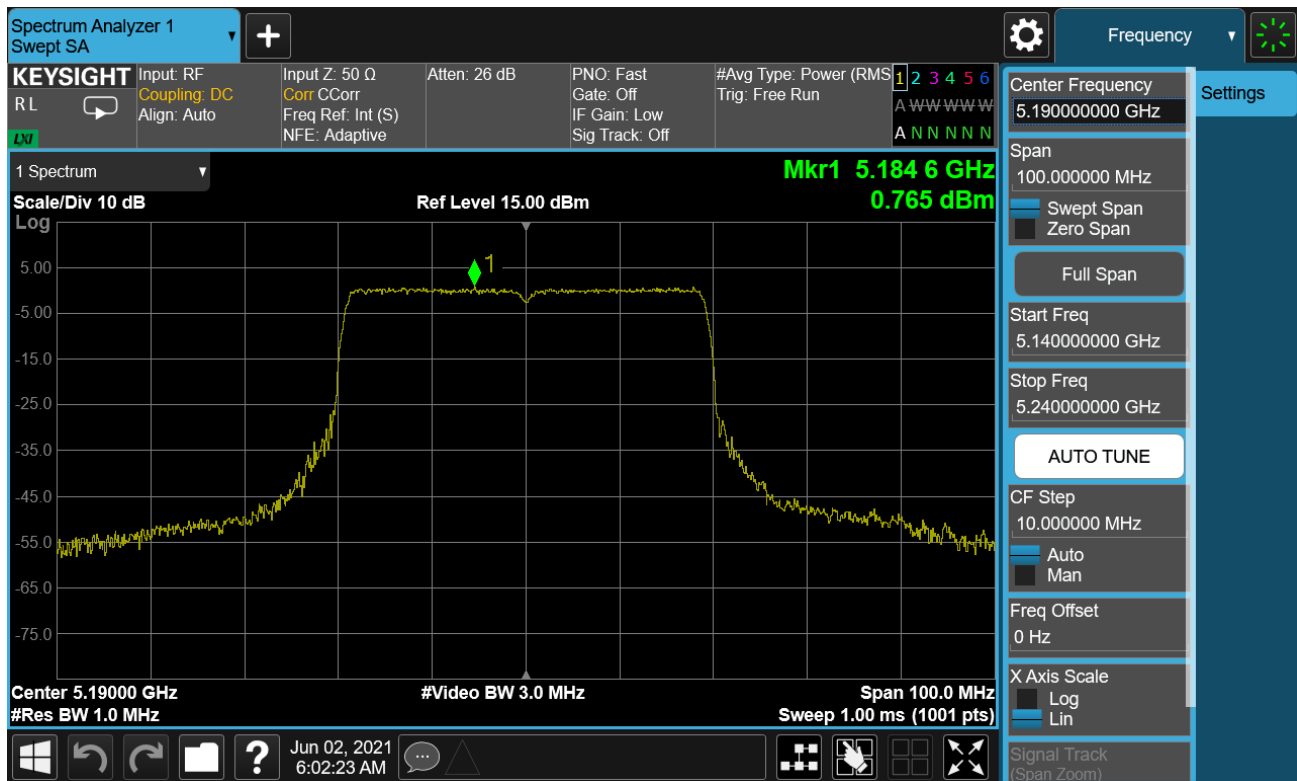 Spectrum Analyzer 1
Swept SA
Frequency
KEYSIGHT
R L
LXI
Input: RF
Coupling: DC
Align: Auto
Input Z: 50 Ω
Corr CCorr
Freq Ref: Int (S)
NFE: Adaptive
Atten: 26 dB
PNO: Fast
Gate: Off
IF Gain: Low
Sig Track: Off
#Avg Type: Power (RMS
Trig: Free Run
1 2 3 4 5 6
A W W W W W
A N N N N N
1 Spectrum
Mkr1 5.184 6 GHz
0.765 dBm
Scale/Div 10 dB
Ref Level 15.00 dBm
Log
1
5.00
-5.00
-15.0
-25.0
-35.0
-45.0
-55.0
-65.0
-75.0
Center 5.19000 GHz
#Video BW 3.0 MHz
Span 100.0 MHz
#Res BW 1.0 MHz
Sweep 1.00 ms (1001 pts)
?
Jun 02, 2021
6:02:23 AM
Center Frequency
5.190000000 GHz
Settings
Span
100.000000 MHz
Swept Span
Zero Span
Full Span
Start Freq
5.140000000 GHz
Stop Freq
5.240000000 GHz
AUTO TUNE
CF Step
10.000000 MHz
Auto
Man
Freq Offset
0 Hz
X Axis Scale
Log
Lin
Signal Track
(Span Zoom)